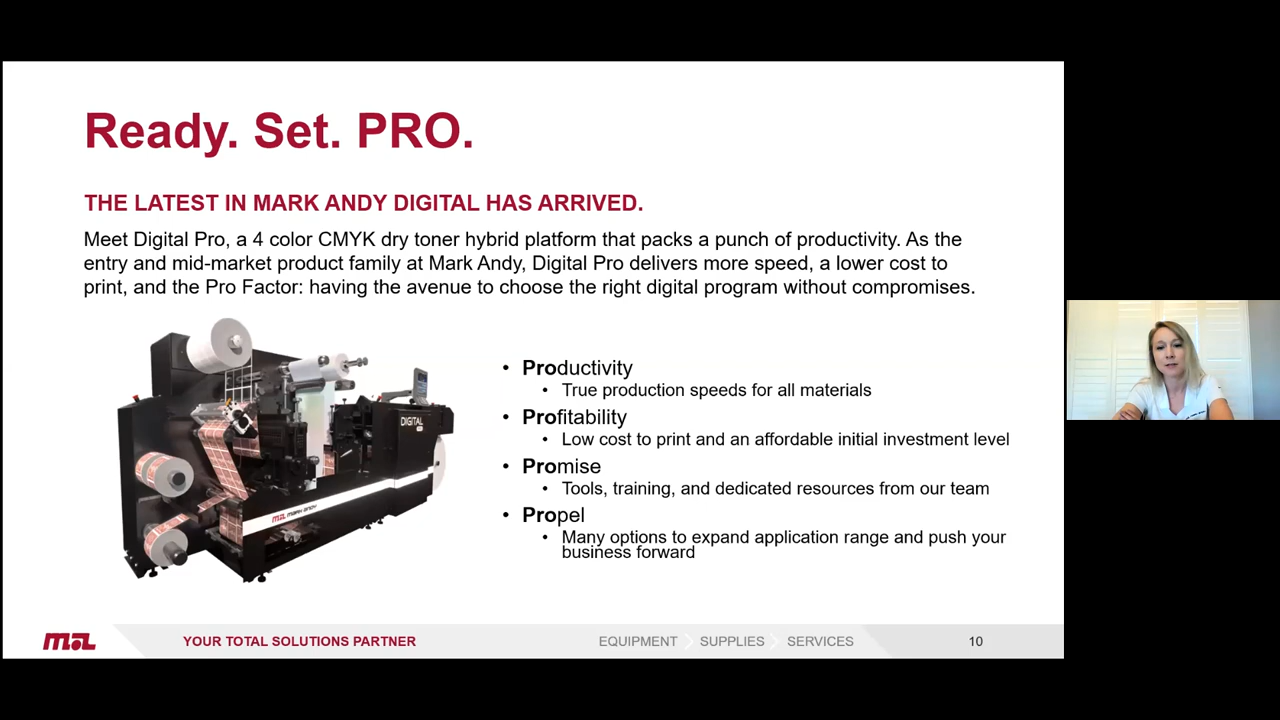 Ready. Set. PRO.
THE LATEST IN MARK ANDY DIGITAL HAS ARRIVED.
Meet Digital Pro, a 4 color CMYK dry toner hybrid platform that packs a punch of productivity. As the
entry and mid-market product family at Mark Andy, Digital Pro delivers more speed, a lower cost to
print, and the Pro Factor: having the avenue to choose the right digital program without compromises.
DIGITAL
MARK ANDY
• Productivity
• True production speeds for all materials
• Profitability
• Low cost to print and an affordable initial investment level
• Promise
• Tools, training, and dedicated resources from our team
• Propel
• Many options to expand application range and push your
business forward
YOUR TOTAL SOLUTIONS PARTNER
EQUIPMENT SUPPLIES SERVICES
10